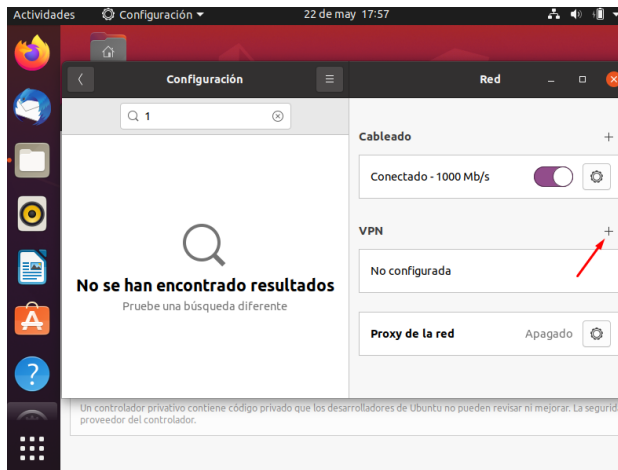 Actividades Configuración 22 de may 17:57
Configuración Red
1
Cableado
Conectado - 1000 Mb/s
VPN
No configurada
No se han encontrado resultados
Pruebe una búsqueda diferente
Proxy de la red Apagado
Un controlador privativo contiene código privado que los desarrolladores de Ubuntu no pueden revisar ni mejorar. La segurid
proveedor del controlador.